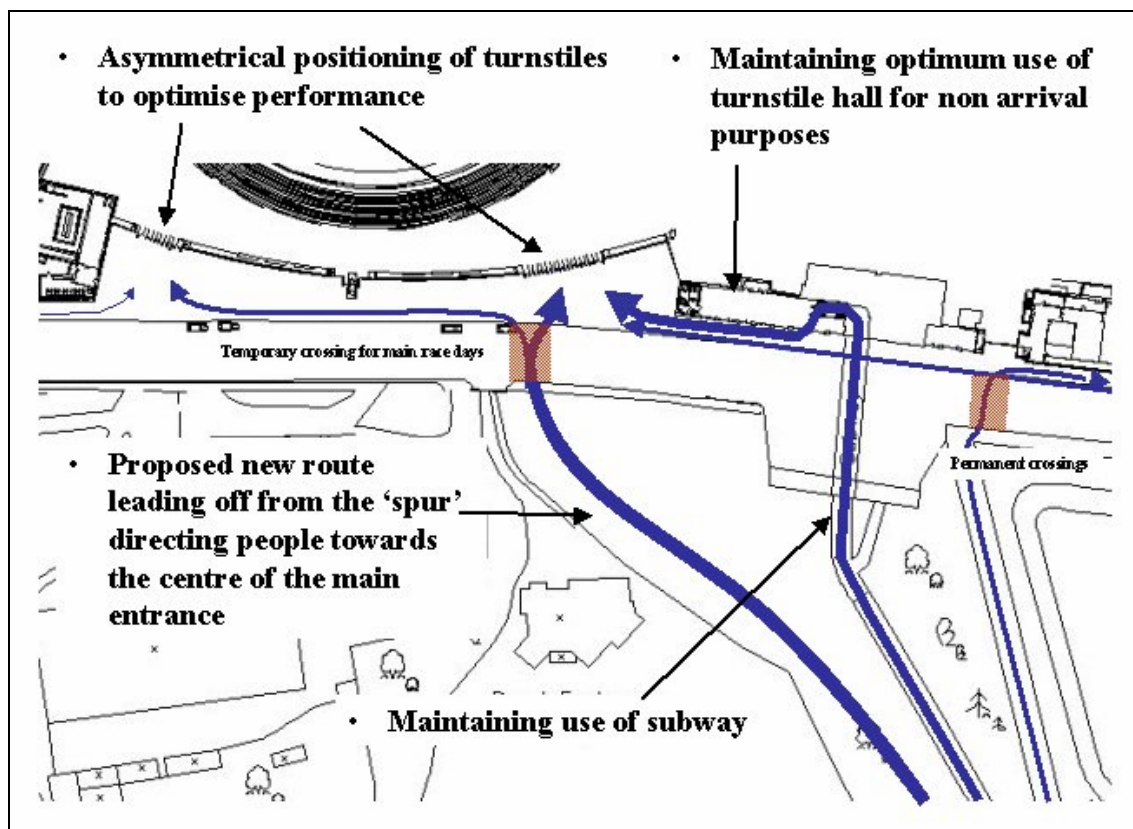 • Asymmetrical positioning of turnstiles
to optimise performance
• Maintaining optimum use of
turnstile hall for non arrival
purposes
Temporary crossing for main race days
Permanent crossings
• Proposed new route
leading off from the ‘spur’
directing people towards
the centre of the main
entrance
• Maintaining use of subway